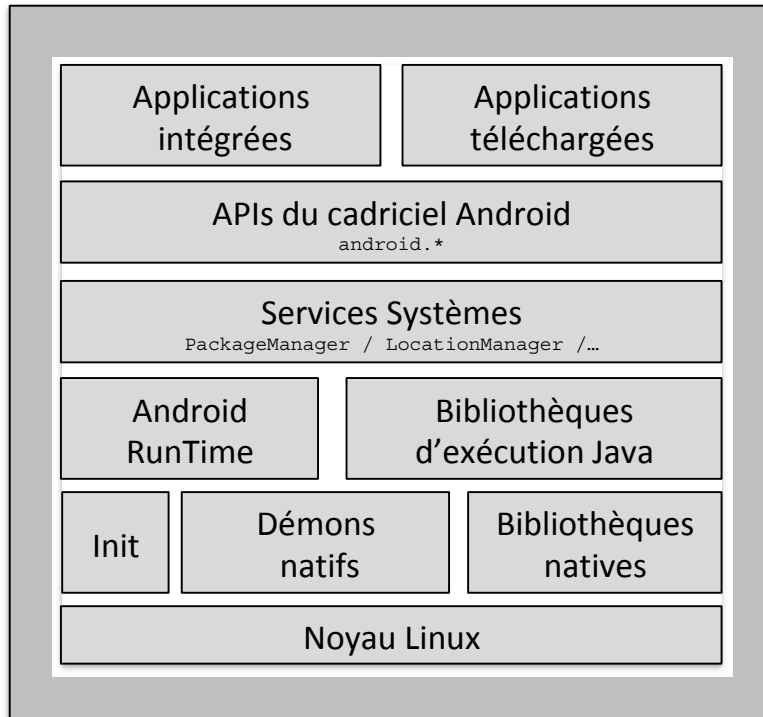 Applications
intégrées
Applications
téléchargées
APIs du cadriciel Android
android.*
Services Systèmes
PackageManager / LocationManager /…
Android
RunTime
Bibliothèques
d’exécution Java
Init
Démons
natifs
Bibliothèques
natives
Noyau Linux